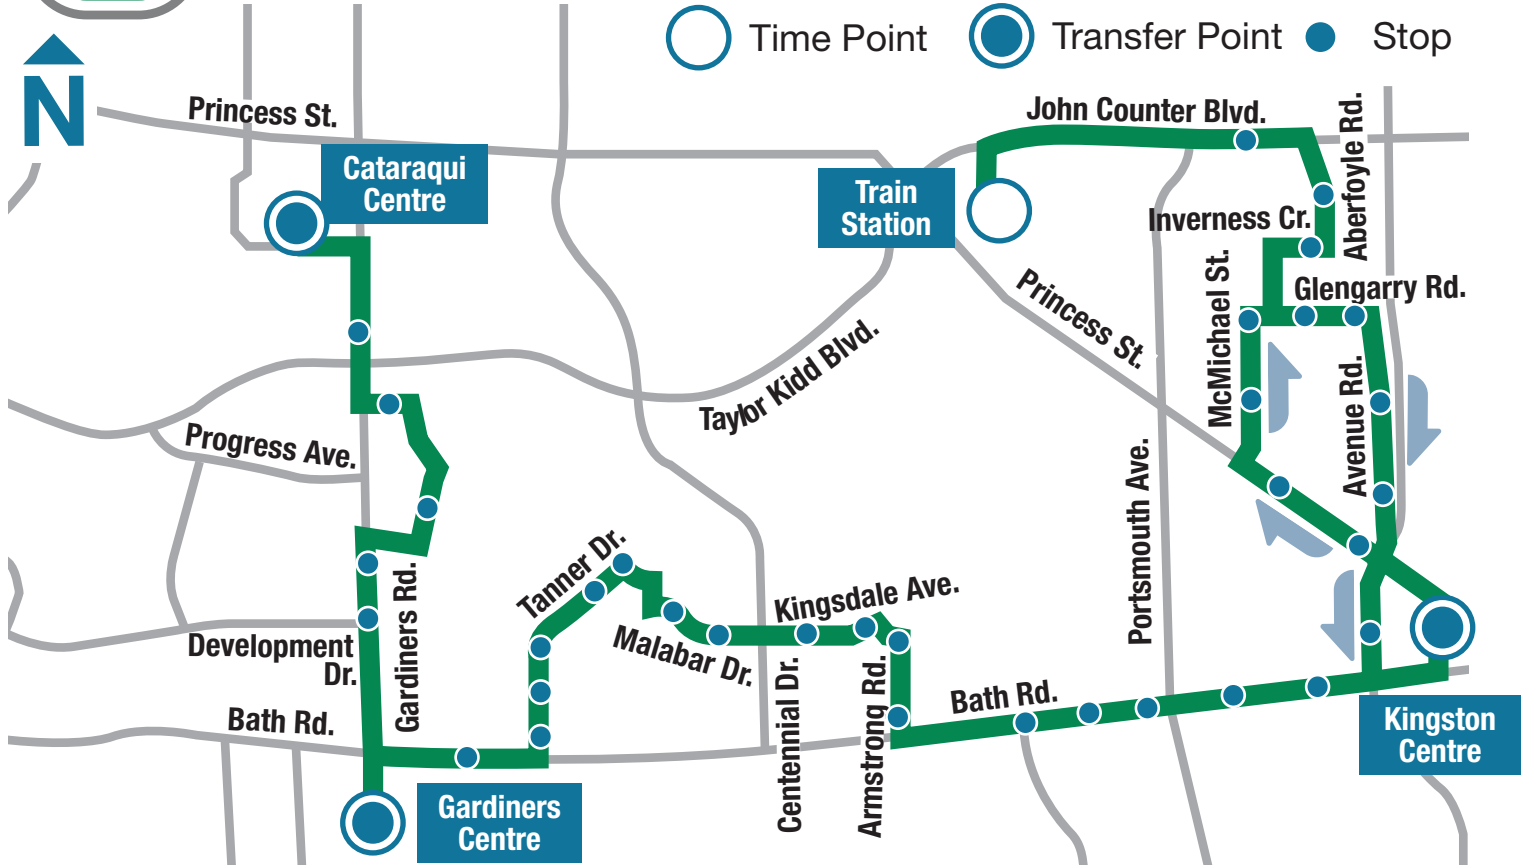 Time Point
Transfer Point
Stop
N
Princess St.
John Counter Blvd.
Aberfoyle Rd.
Cataraqui
Centre
Train
Station
Inverness Cr.
McMichael St.
Glengarry Rd.
Princess St.
Taylor Kidd Blvd.
Avenue Rd.
Progress Ave.
Portsmouth Ave.
Tanner Dr.
Kingsdale Ave.
Gardiners Rd.
Malabar Dr.
Development
Dr.
Centennial Dr.
Armstrong Rd.
Bath Rd.
Bath Rd.
Kingston
Centre
Gardiners
Centre